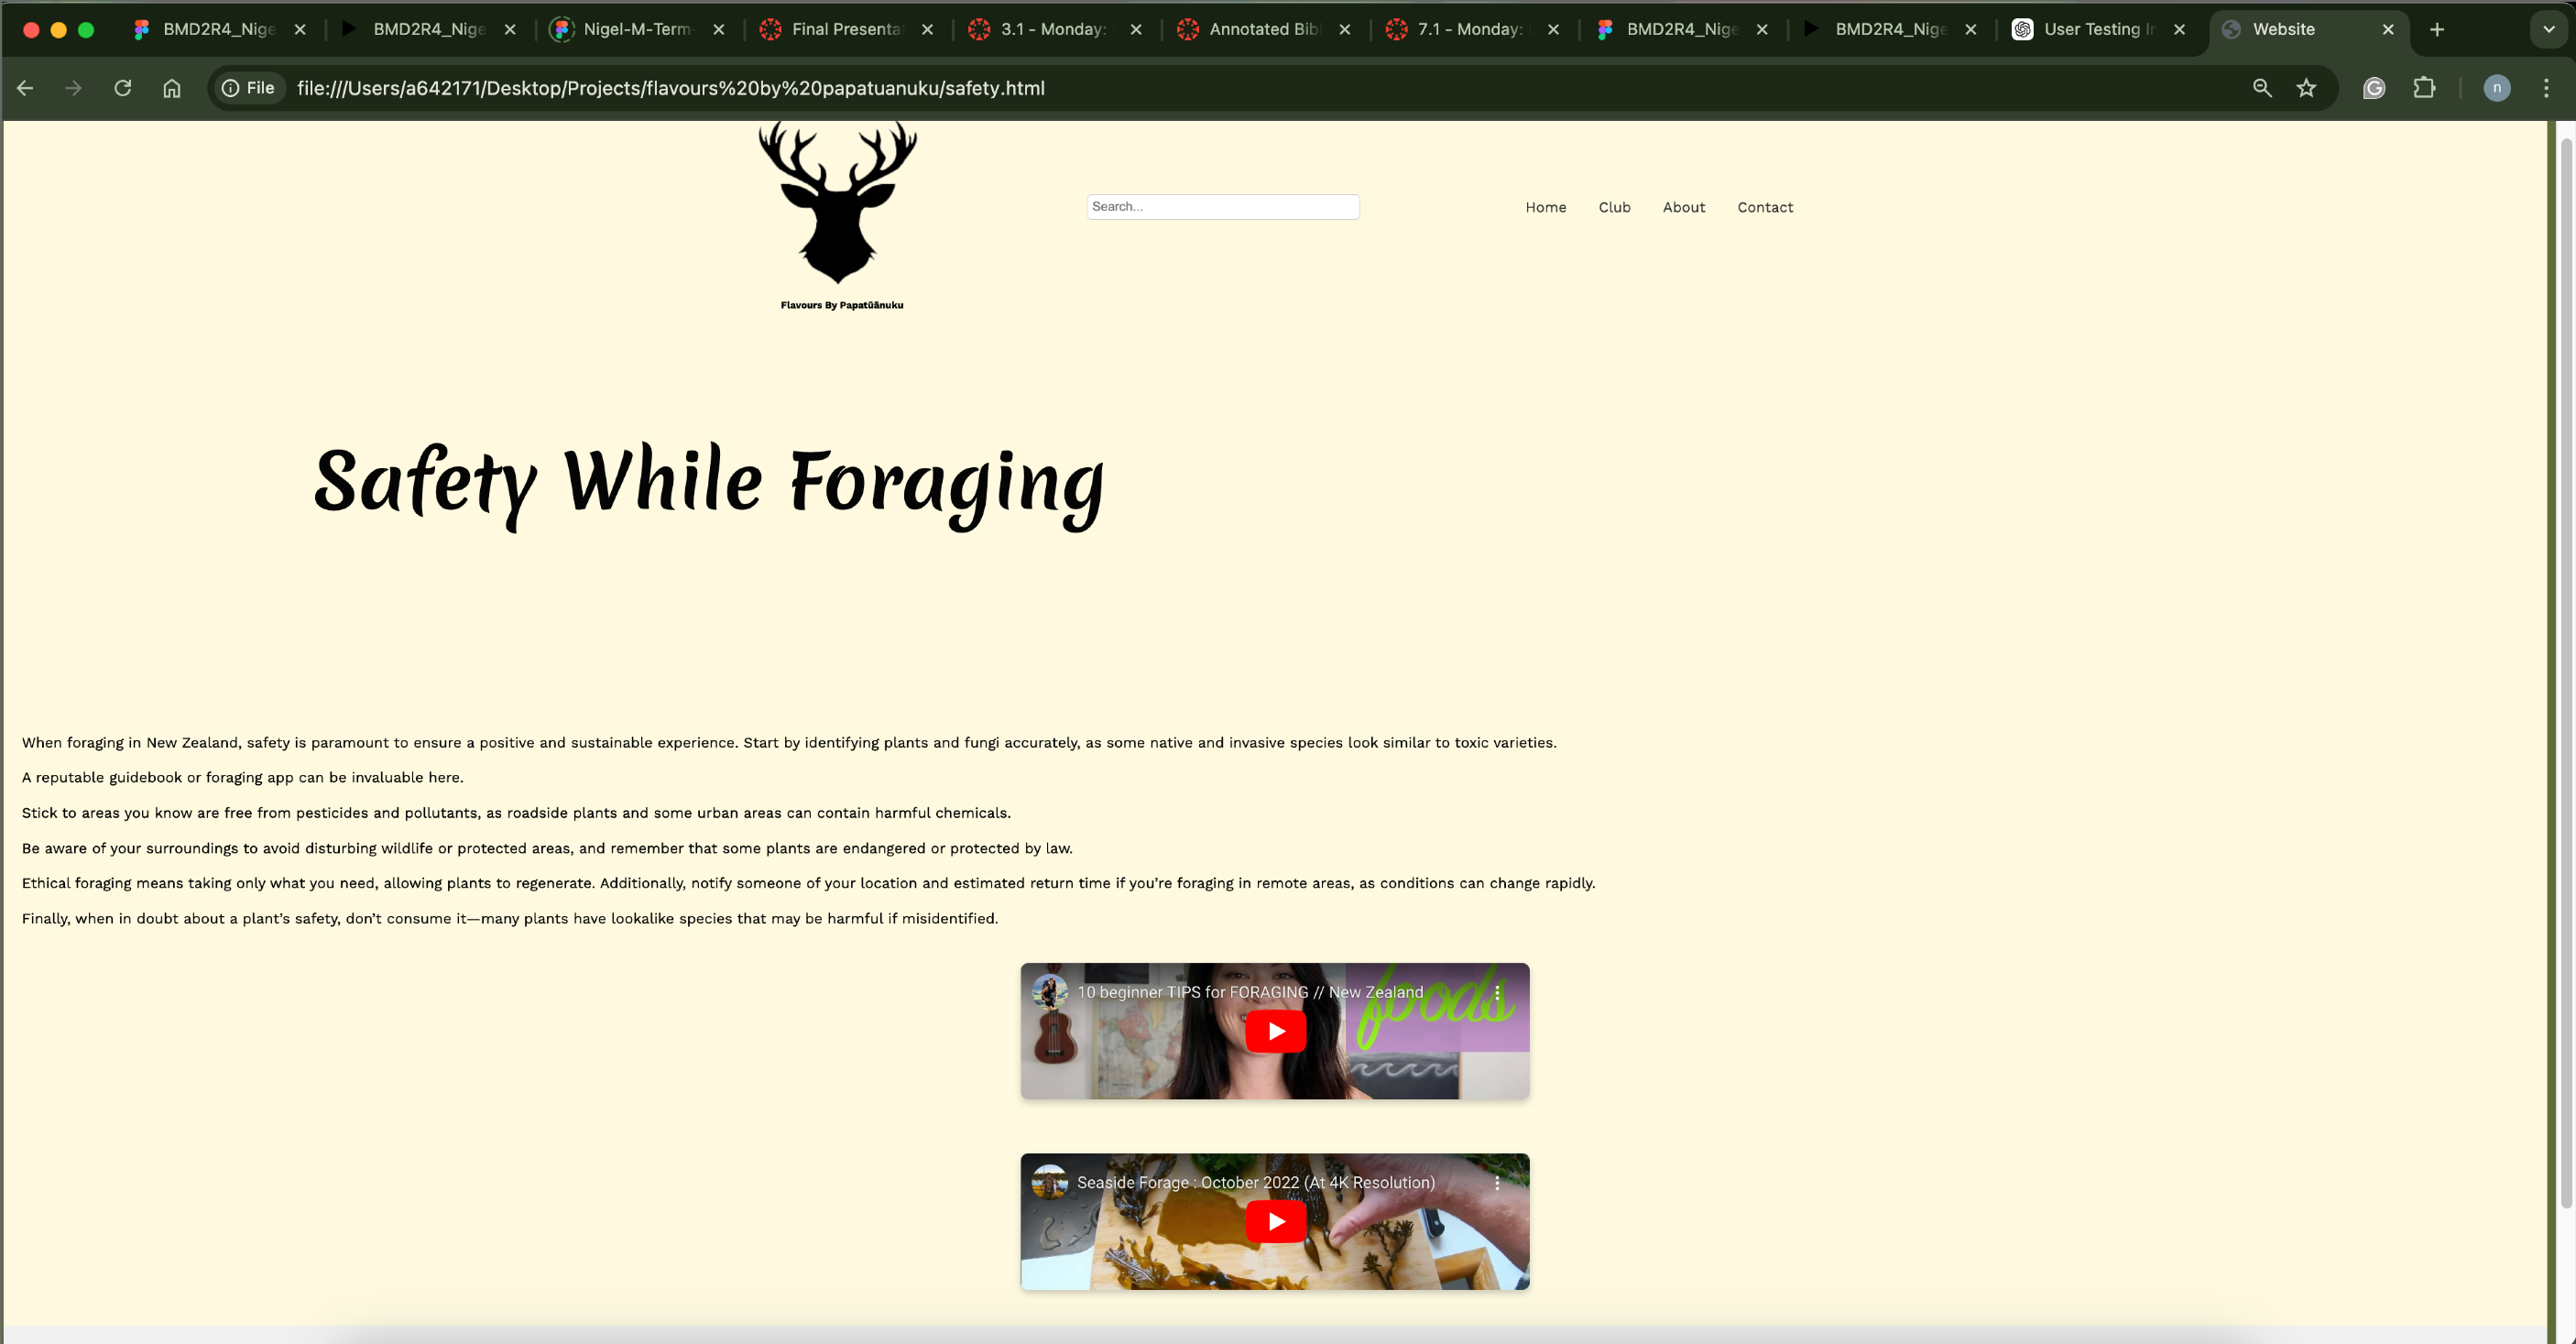 BMD2R4_Nige
BMD2R4_Nige
Nigel-M-Term-
Final Presenta
3.1 - Monday:
Annotated Bib
7.1 - Monday:
BMD2R4_Nige
BMD2R4_Nige
User Testing In
Website
File
file:///Users/a642171/Desktop/Projects/flavours%20by%20papatuanuku/safety.html
n
Search...
Home
Club
About
Contact
Flavours By Papatūānuku
Safety While Foraging
When foraging in New Zealand, safety is paramount to ensure a positive and sustainable experience. Start by identifying plants and fungi accurately, as some native and invasive species look similar to toxic varieties.
A reputable guidebook or foraging app can be invaluable here.
Stick to areas you know are free from pesticides and pollutants, as roadside plants and some urban areas can contain harmful chemicals.
Be aware of your surroundings to avoid disturbing wildlife or protected areas, and remember that some plants are endangered or protected by law.
Ethical foraging means taking only what you need, allowing plants to regenerate. Additionally, notify someone of your location and estimated return time if you’re foraging in remote areas, as conditions can change rapidly.
Finally, when in doubt about a plant’s safety, don’t consume it—many plants have lookalike species that may be harmful if misidentified.
10 beginner TIPS for FORAGING // New Zealand
foods
Seaside Forage : October 2022 (At 4K Resolution)